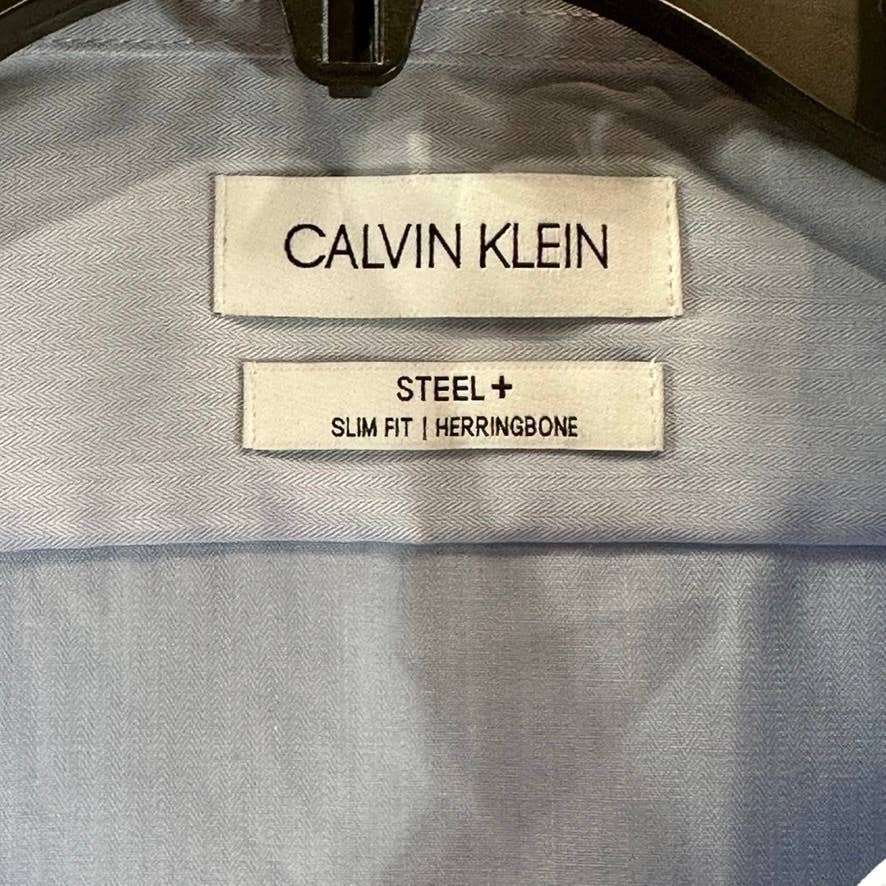 CALVIN KLEIN
STEEL+
SLIM FIT | HERRINGBONE